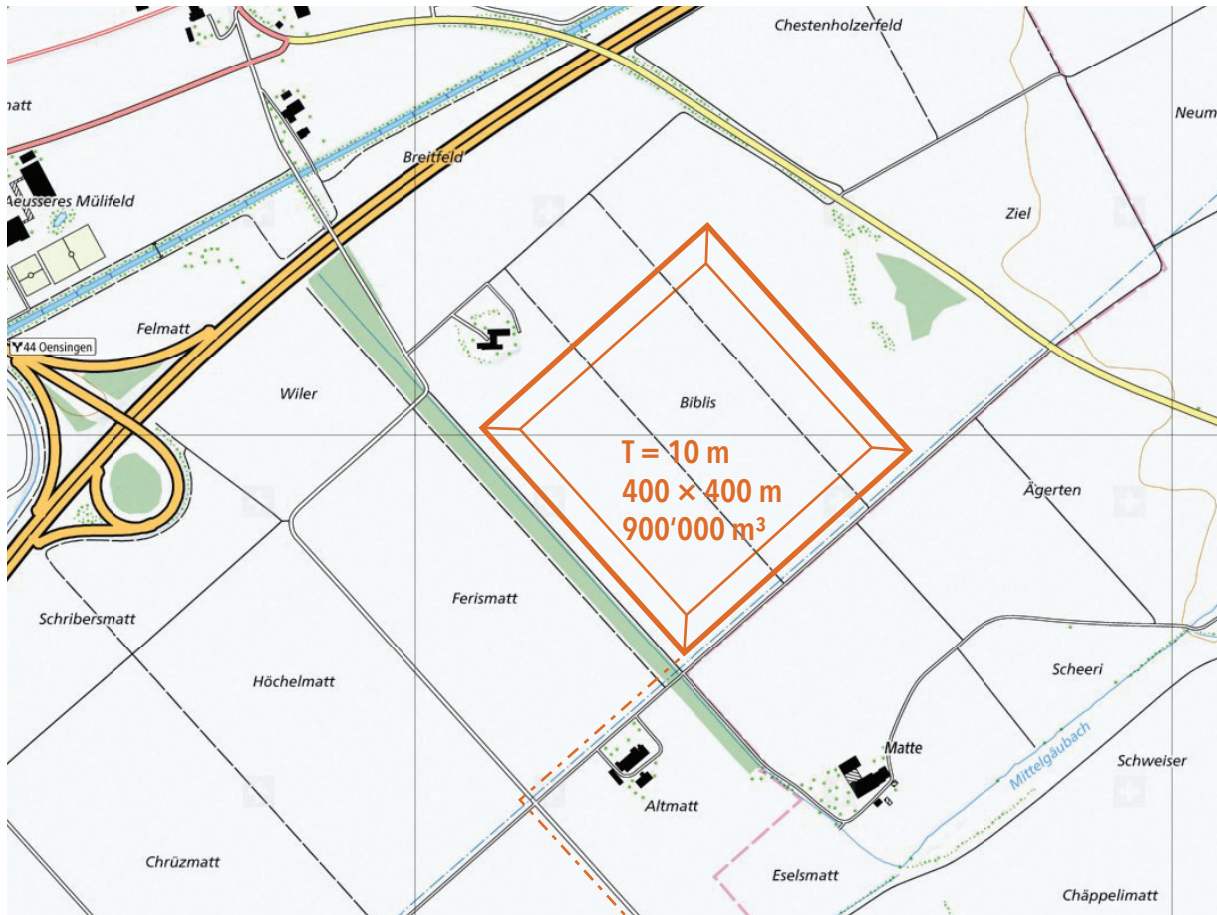 Chestenholzerfeld
matt
Neum
Breitfeld
Aeusseres Mülifeld
Ziel
Felmatt
44 Oensingen
Wiler
Biblis
T = 10 m
400 × 400 m
900'000 m³
Ägerten
Ferismatt
Schribersmatt
Höchelmatt
Scheeri
Matte
Mittelgäubach
Schweiser
Altmatt
Chrüzmatt
Eselsmatt
Chäppelimatt